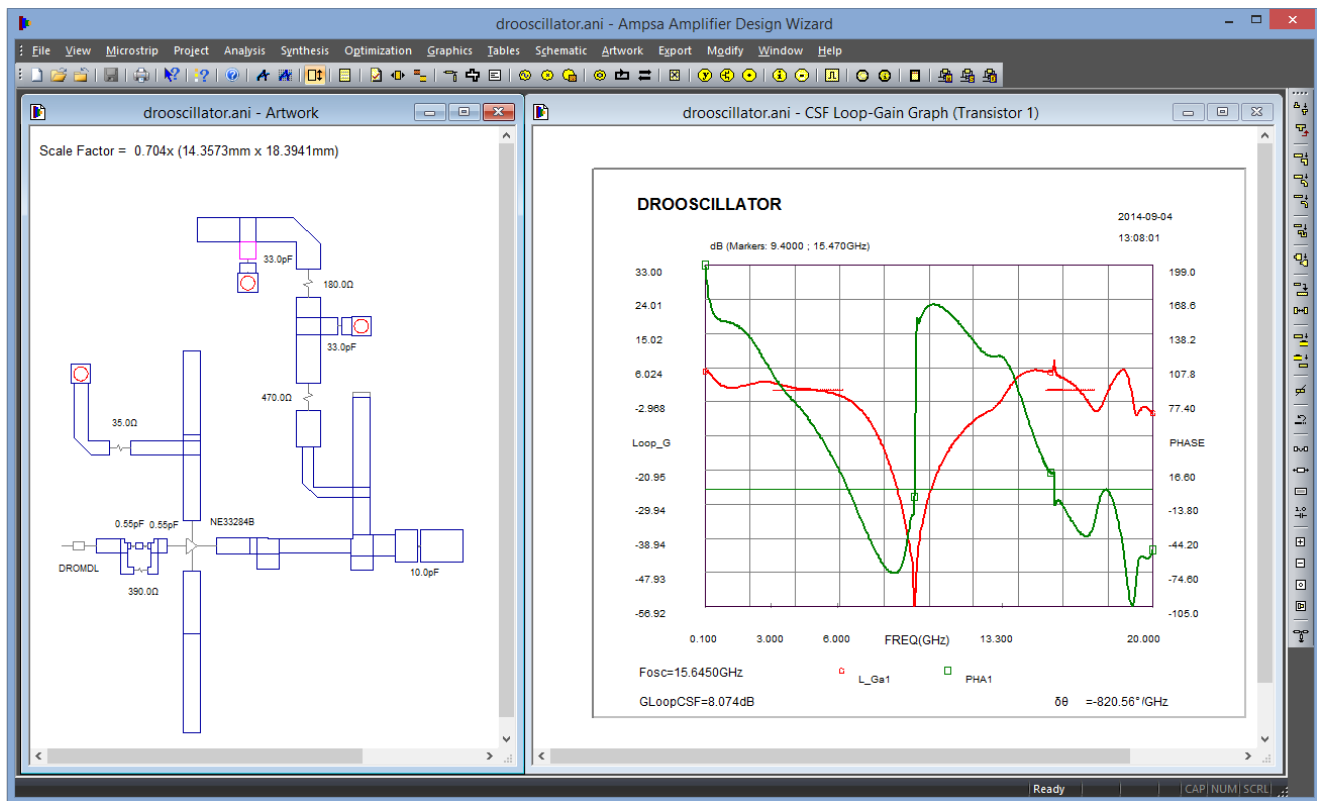 drooscillator.ani - Ampsa Amplifier Design Wizard
File View Microstrip Project Analysis Synthesis Optimization Graphics Tables Schematic Artwork Export Modify Window Help
drooscillator.ani - Artwork
Scale Factor = 0.704x (14.3573mm x 18.3941mm)
33.0pF
180.0Ω
33.0pF
470.0Ω
35.0Ω
0.55pF 0.55pF
NE33284B
DROMDL
390.0Ω
10.0pF
drooscillator.ani - CSF Loop-Gain Graph (Transistor 1)
DROOSCILLATOR
2014-09-04
13:08:01
dB (Markers: 9.4000 ; 15.470GHz)
33.00 199.0
24.01 168.6
15.02 138.2
6.024 107.8
-2.968 77.40
Loop_G PHASE
-20.95 16.60
-29.94 -13.80
-38.94 -44.20
-47.93 -74.60
-56.92 -105.0
0.100 3.000 6.000 FREQ(GHz) 13.300 20.000
Fosc=15.6450GHz L_Ga1 PHA1
GLoopCSF=8.074dB δθ =-820.56°/GHz
Ready CAP NUM SCRL